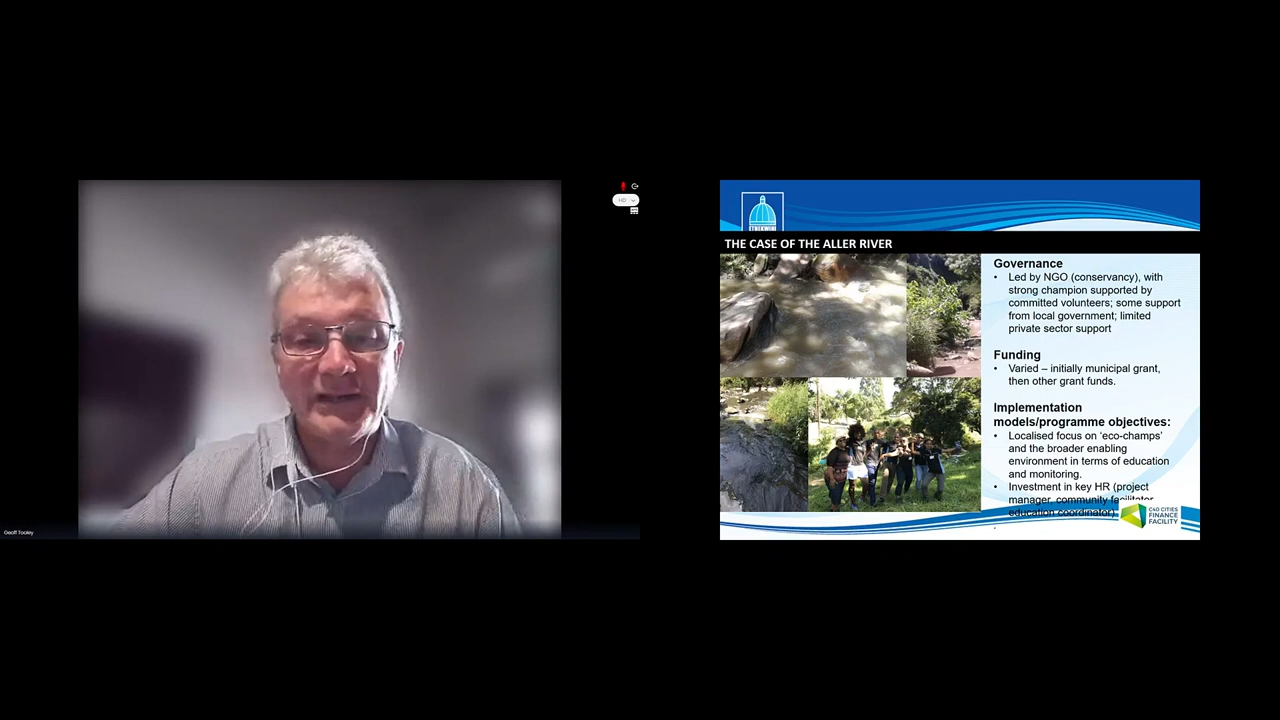 Geoff Tooley
HD
ETHEKWINI
THE CASE OF THE ALLER RIVER
Governance
• Led by NGO (conservancy), with
strong champion supported by
committed volunteers; some support
from local government; limited
private sector support
Funding
• Varied – initially municipal grant,
then other grant funds.
Implementation
models/programme objectives:
• Localised focus on ‘eco-champs’
and the broader enabling
environment in terms of education
and monitoring.
• Investment in key HR (project
manager, community facilitator,
education coordinator)
C40 CITIES
FINANCE
FACILITY